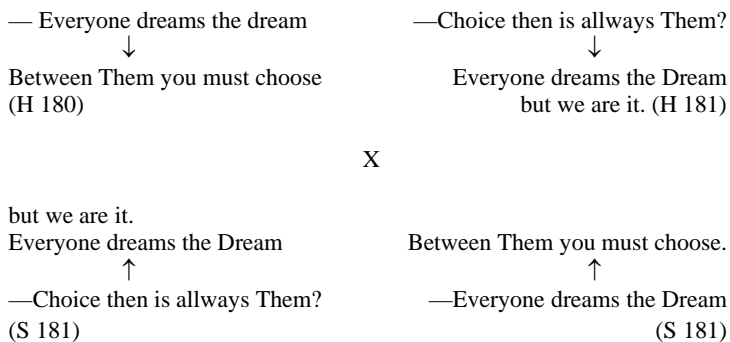 — Everyone dreams the dream
↓
Between Them you must choose
(H 180)
—Choice then is allways Them?
↓
Everyone dreams the Dream
but we are it. (H 181)
X
but we are it.
Everyone dreams the Dream
↑
—Choice then is allways Them?
(S 181)
Between Them you must choose.
↑
—Everyone dreams the Dream
(S 181)